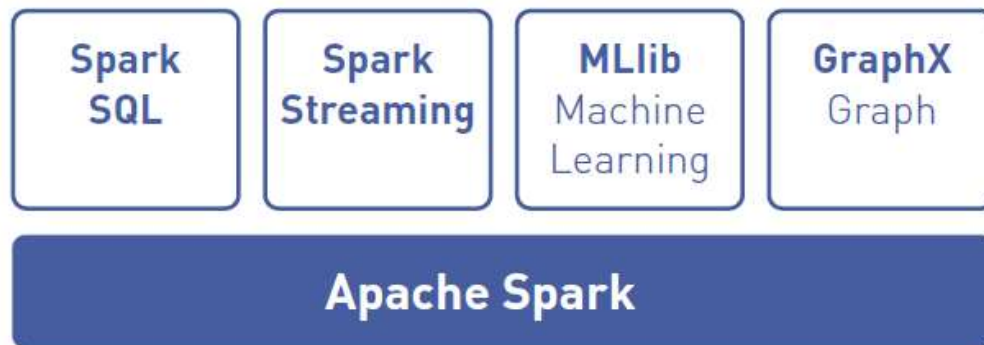 Spark
SQL
Spark
Streaming
MLlib
Machine
Learning
GraphX
Graph
Apache Spark